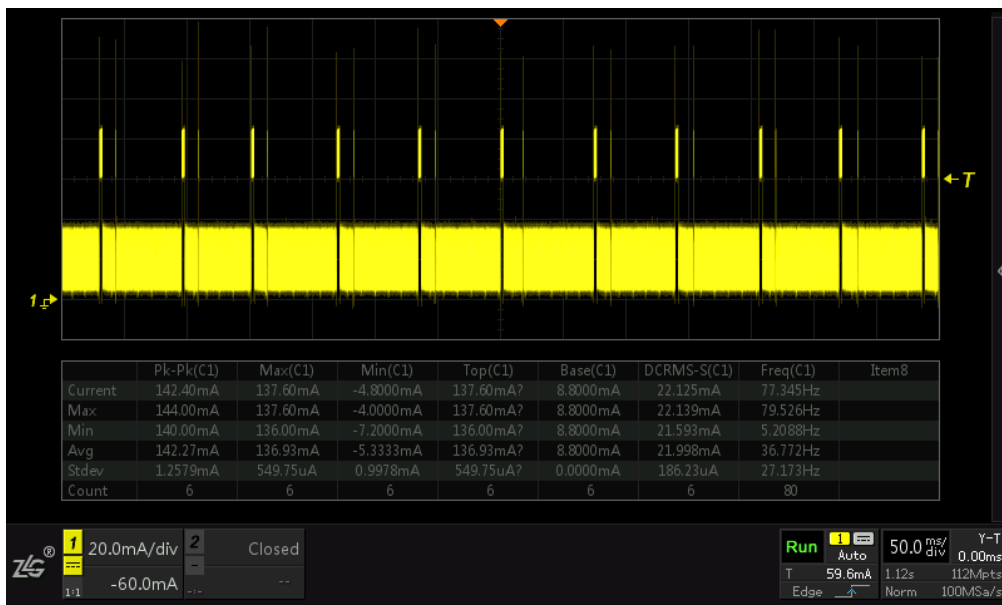 T
1
Pk-Pk(C1) Max(C1) Min(C1) Top(C1) Base(C1) DCRMS-S(C1) Freq(C1) Item8
Current 142.40mA 137.60mA -4.8000mA 137.60mA? 8.8000mA 22.125mA 77.345Hz
Max 144.00mA 137.60mA -4.0000mA 137.60mA? 8.8000mA 22.139mA 79.526Hz
Min 140.00mA 136.00mA -7.2000mA 136.00mA? 8.8000mA 21.593mA 5.2088Hz
Avg 142.27mA 136.93mA -5.3333mA 136.93mA? 8.8000mA 21.998mA 36.772Hz
Stdev 1.2579mA 549.75uA 0.9978mA 549.75uA? 0.0000mA 186.23uA 27.173Hz
Count 6 6 6 6 6 6 80
ZLG®
1 20.0mA/div 2 Closed
1:1 -60.0mA -:- --
Run 1 Auto 50.0 ms/div Y-T 0.00ms
T 59.6mA 1.12s 112Mpts
Edge Norm 100MSa/s